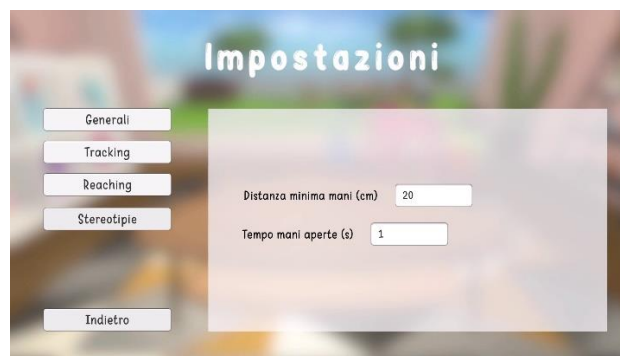 Impostazioni
Generali
Tracking
Reaching
Stereotipie
Distanza minima mani (cm) 20
Tempo mani aperte (s) 1
Indietro